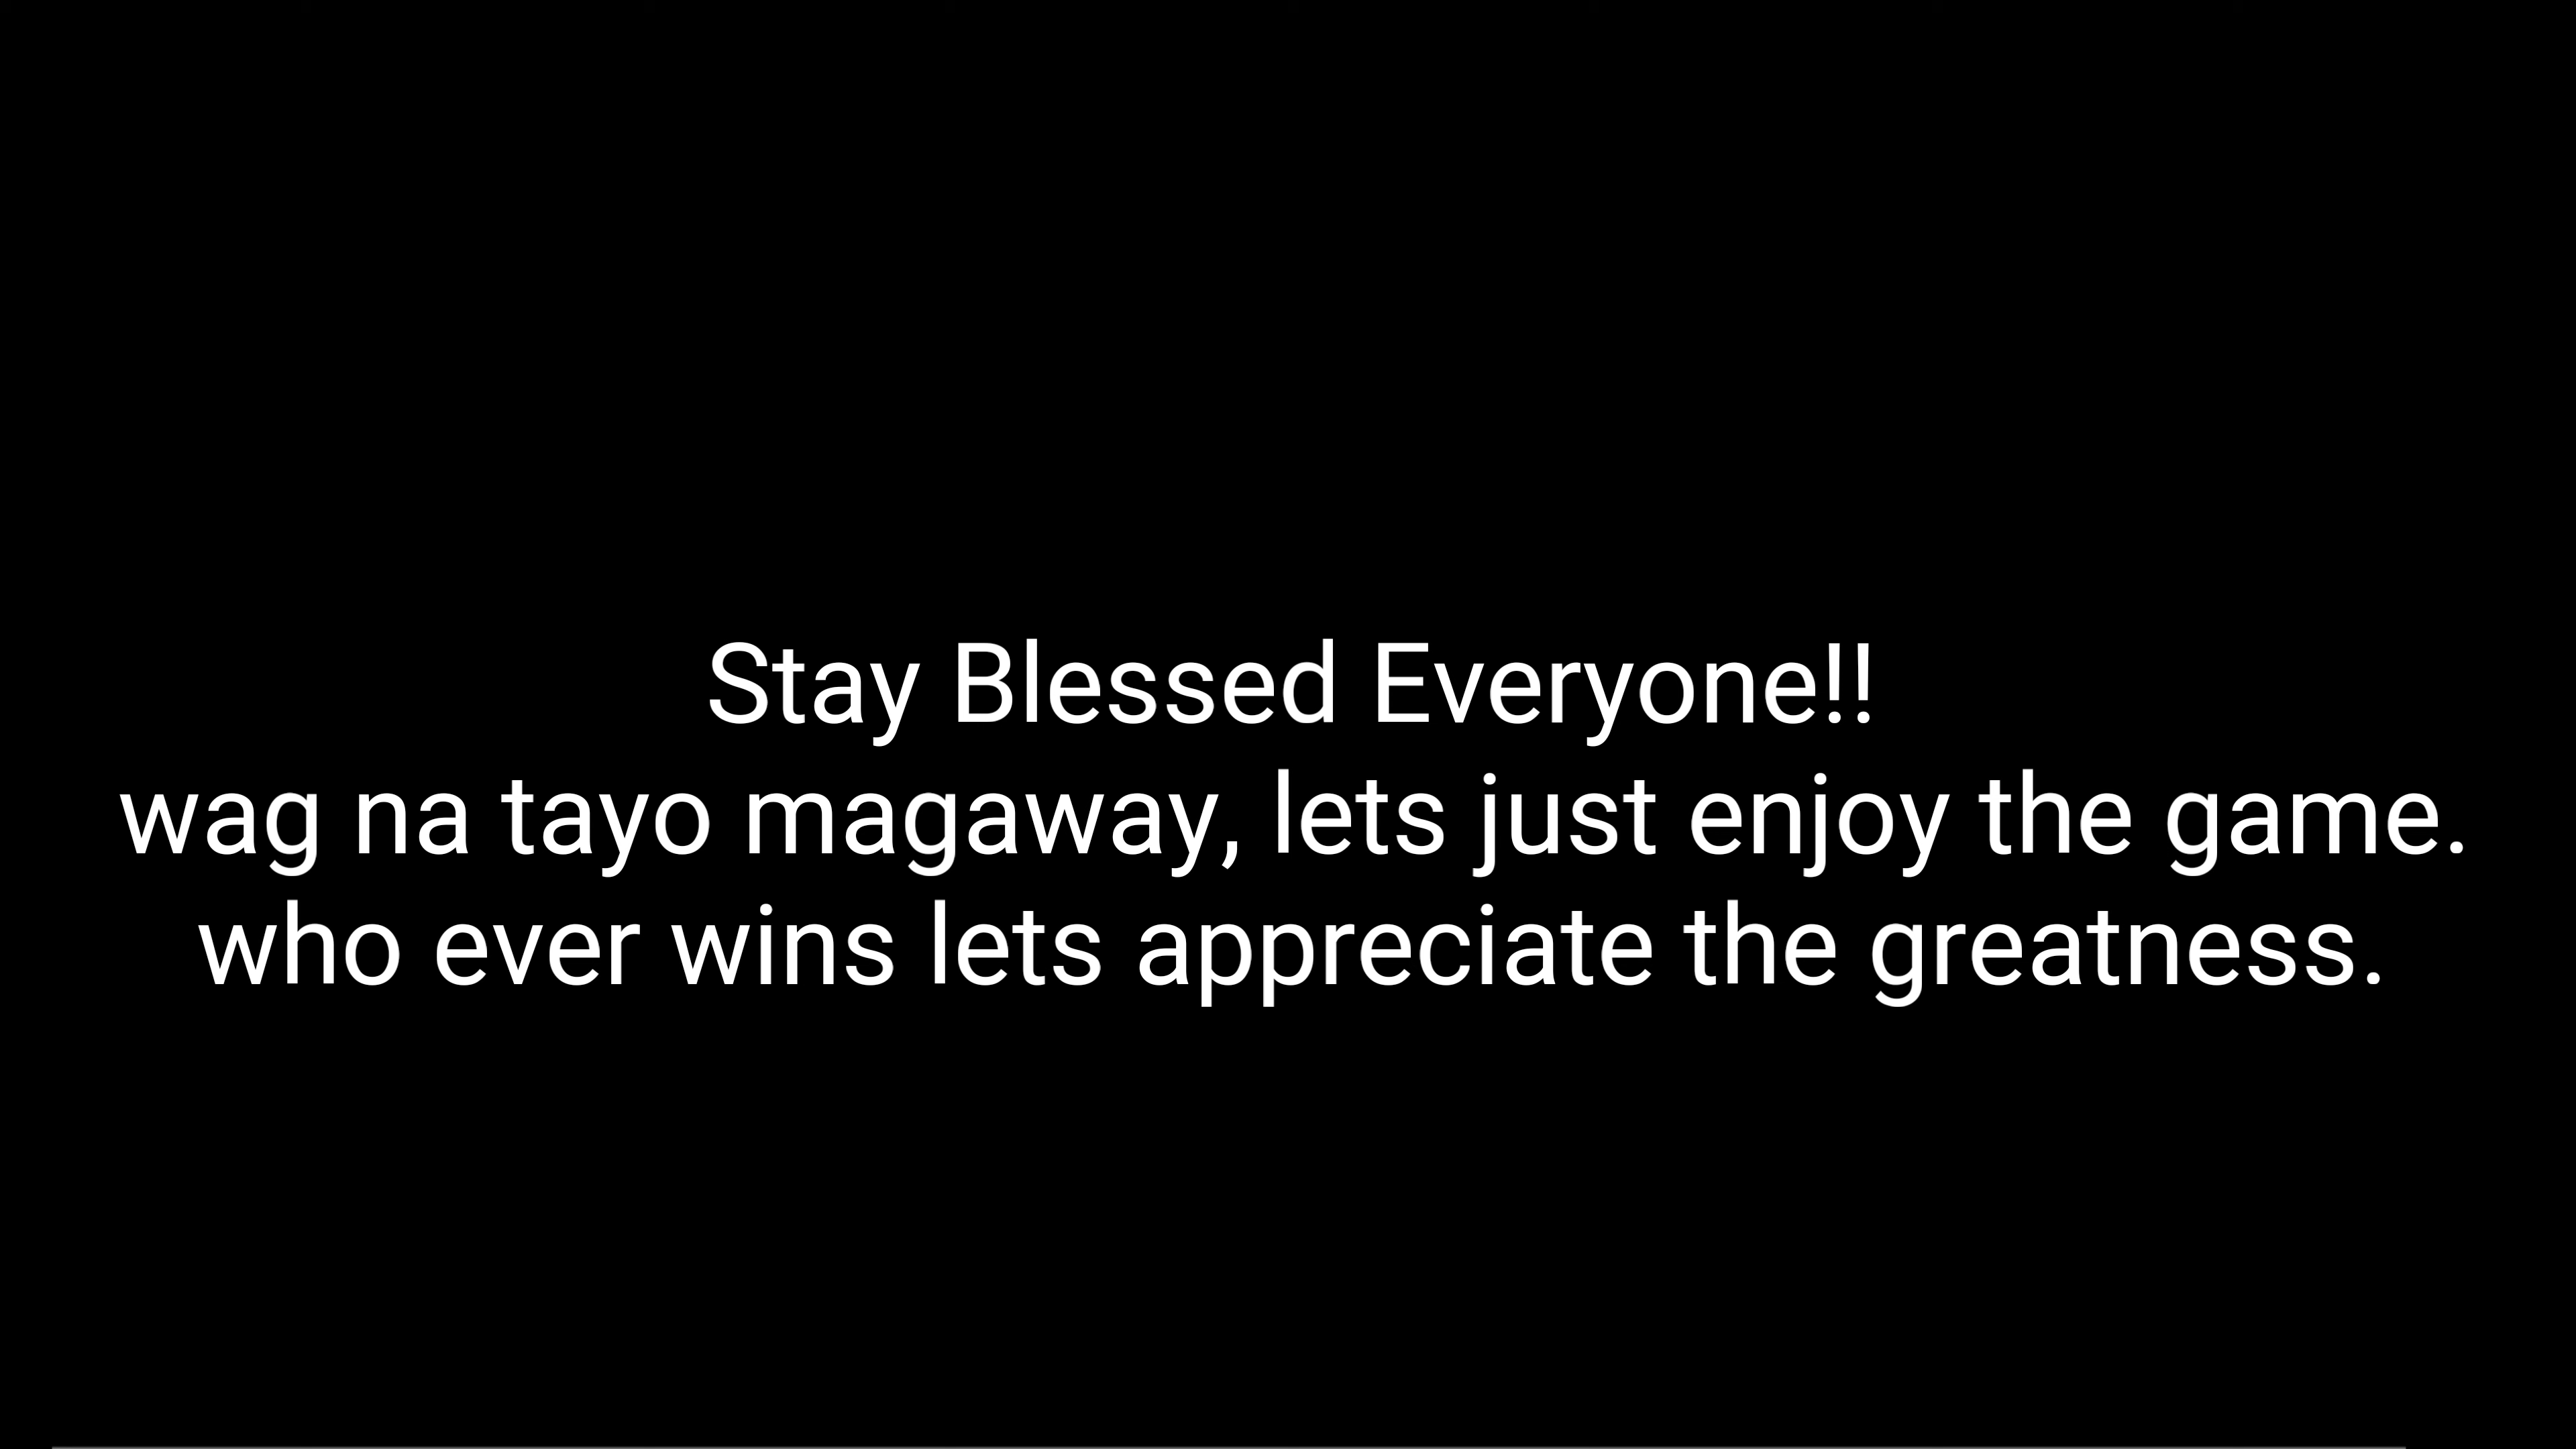 Stay Blessed Everyone!!
wag na tayo magaway, lets just enjoy the game.
who ever wins lets appreciate the greatness.